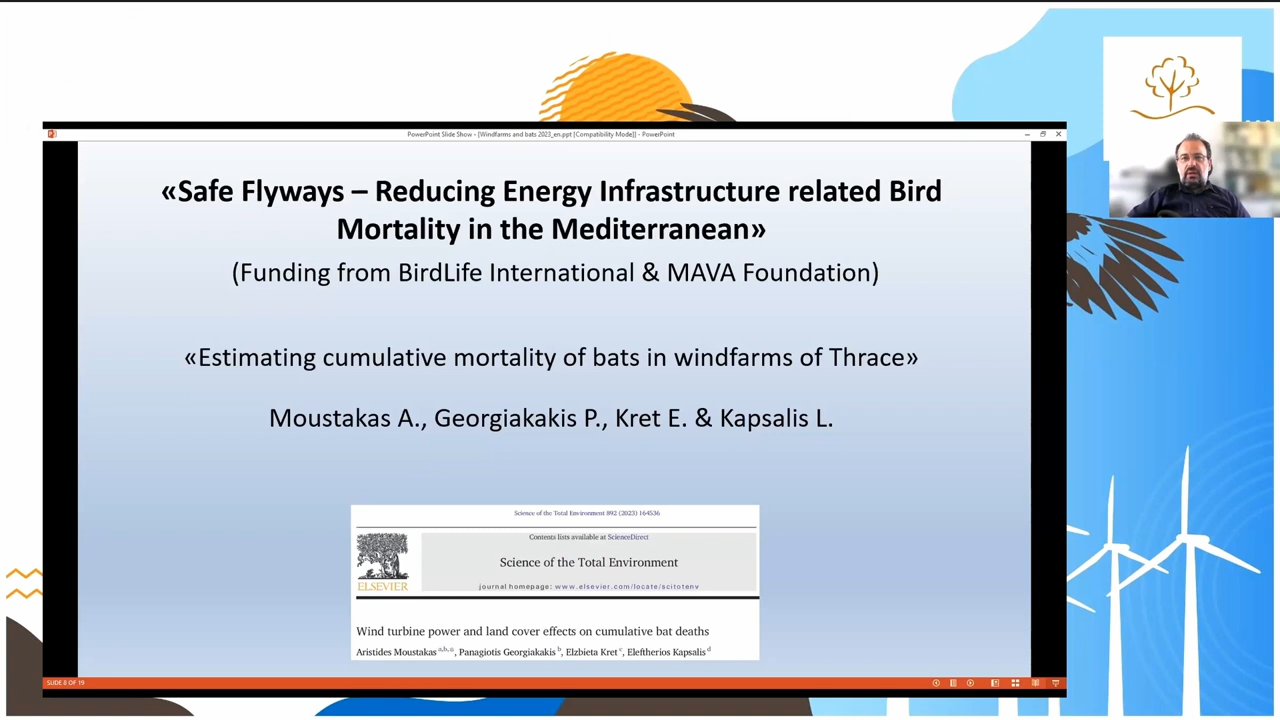 PowerPoint Slide Show - [Windfarms and bats 2023_en.ppt [Compatibility Mode]] - PowerPoint
«Safe Flyways – Reducing Energy Infrastructure related Bird
Mortality in the Mediterranean»
(Funding from BirdLife International & MAVA Foundation)
«Estimating cumulative mortality of bats in windfarms of Thrace»
Moustakas A., Georgiakakis P., Kret E. & Kapsalis L.
Science of the Total Environment 892 (2023) 164536
Contents lists available at ScienceDirect
Science of the Total Environment
journal homepage: www.elsevier.com/locate/scitotenv
ELSEVIER
Wind turbine power and land cover effects on cumulative bat deaths
Aristides Moustakas a,b,⁎, Panagiotis Georgiakakis b, Elzbieta Kret c, Eleftherios Kapsalis d
SLIDE 8 OF 19